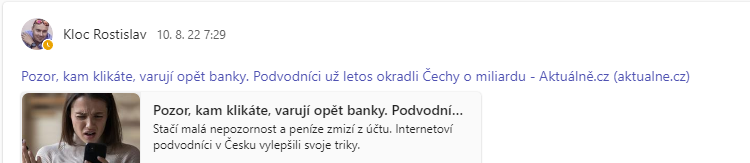 Kloc Rostislav 10. 8. 22 7:29
Pozor, kam klikáte, varují opět banky. Podvodníci už letos okradli Čechy o miliardu - Aktuálně.cz (aktualne.cz)
Pozor, kam klikáte, varují opět banky. Podvodní...
Stačí malá nepozornost a peníze zmizí z účtu. Internetoví
podvodníci v Česku vylepšili svoje triky.